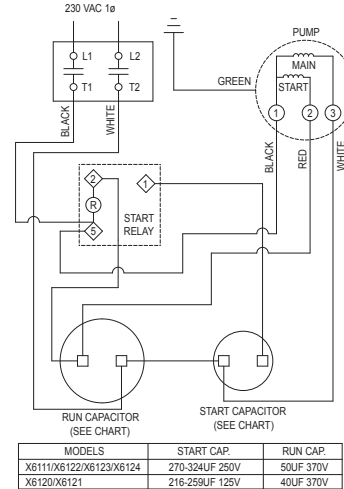 230 VAC 1ø
PUMP
L1
L2
MAIN
GREEN
START
T1
T2
1
2
3
BLACK
WHITE
BLACK
RED
WHITE
2
1
R
START
RELAY
5
RUN CAPACITOR
(SEE CHART)
START CAPACITOR
(SEE CHART)
MODELS START CAP. RUN CAP.
X6111/X6122/X6123/X6124 270-324UF 250V 50UF 370V
X6120/X6121 216-259UF 125V 40UF 370V